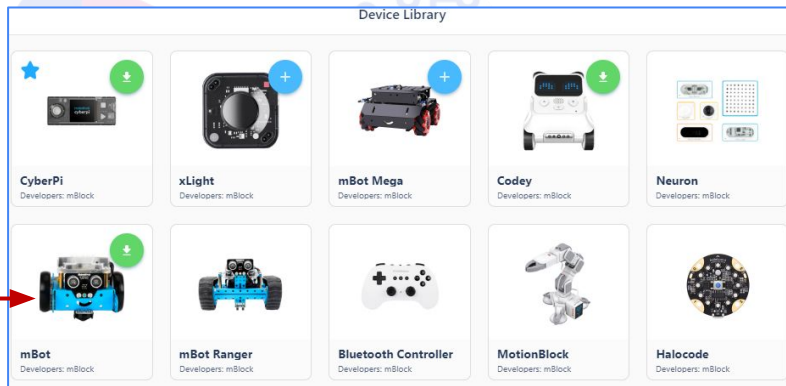 Device Library
CyberPi
Developers: mBlock
xLight
Developers: mBlock
mBot Mega
Developers: mBlock
Codey
Developers: mBlock
Neuron
Developers: mBlock
mBot
Developers: mBlock
mBot Ranger
Developers: mBlock
Bluetooth Controller
Developers: mBlock
MotionBlock
Developers: mBlock
Halocode
Developers: mBlock